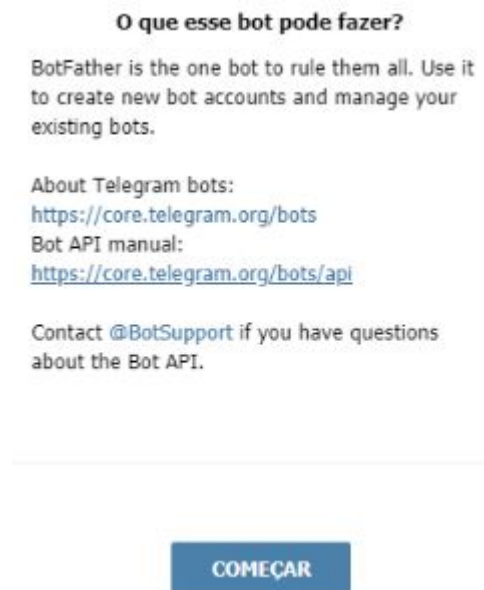 O que esse bot pode fazer?
BotFather is the one bot to rule them all. Use it
to create new bot accounts and manage your
existing bots.
About Telegram bots:
https://core.telegram.org/bots
Bot API manual:
https://core.telegram.org/bots/api
Contact @BotSupport if you have questions
about the Bot API.
COMEÇAR